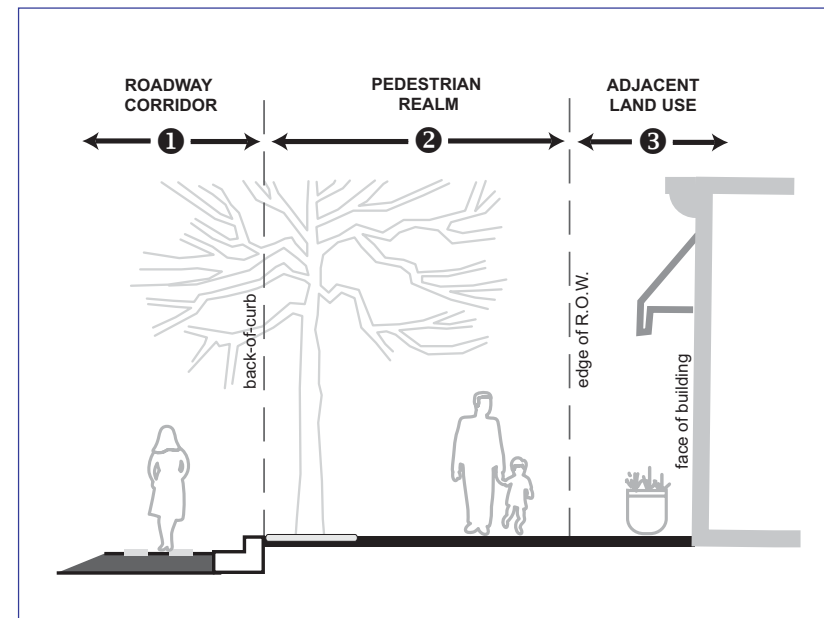 ROADWAY
CORRIDOR
PEDESTRIAN
REALM
ADJACENT
LAND USE
1
2
3
back-of-curb
edge of R.O.W.
face of building